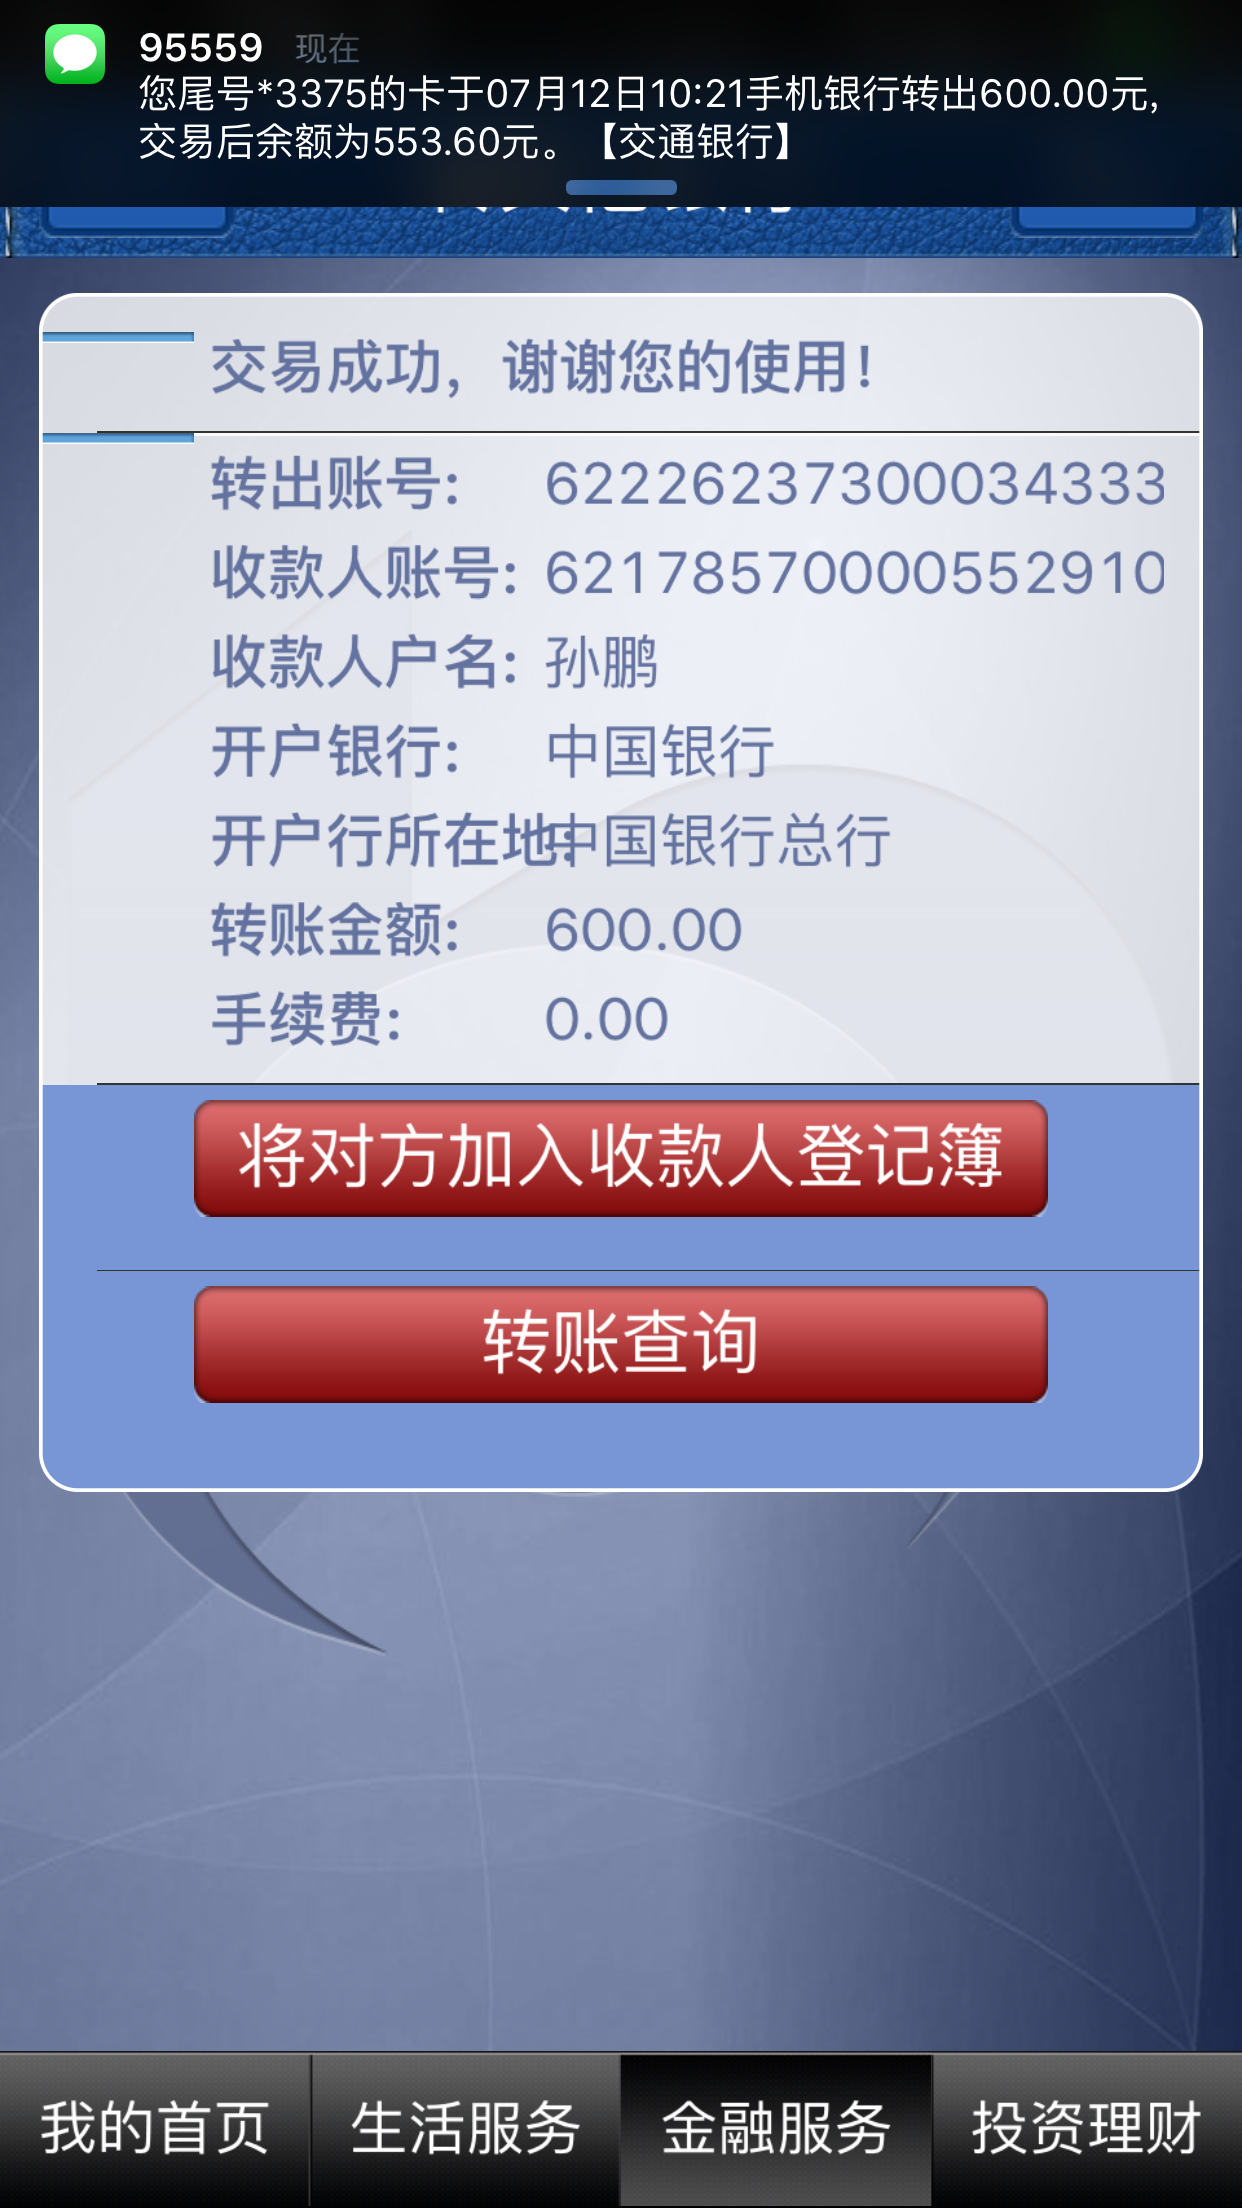 95559 现在
您尾号*3375的卡于07月12日10:21手机银行转出600.00元,
交易后余额为553.60元。【交通银行】
交易成功，谢谢您的使用！
转出账号: 62226237300034333
收款人账号: 62178570000552910
收款人户名: 孙鹏
开户银行: 中国银行
开户行所在地: 中国银行总行
转账金额: 600.00
手续费: 0.00
将对方加入收款人登记簿
转账查询
我的首页 生活服务 金融服务 投资理财